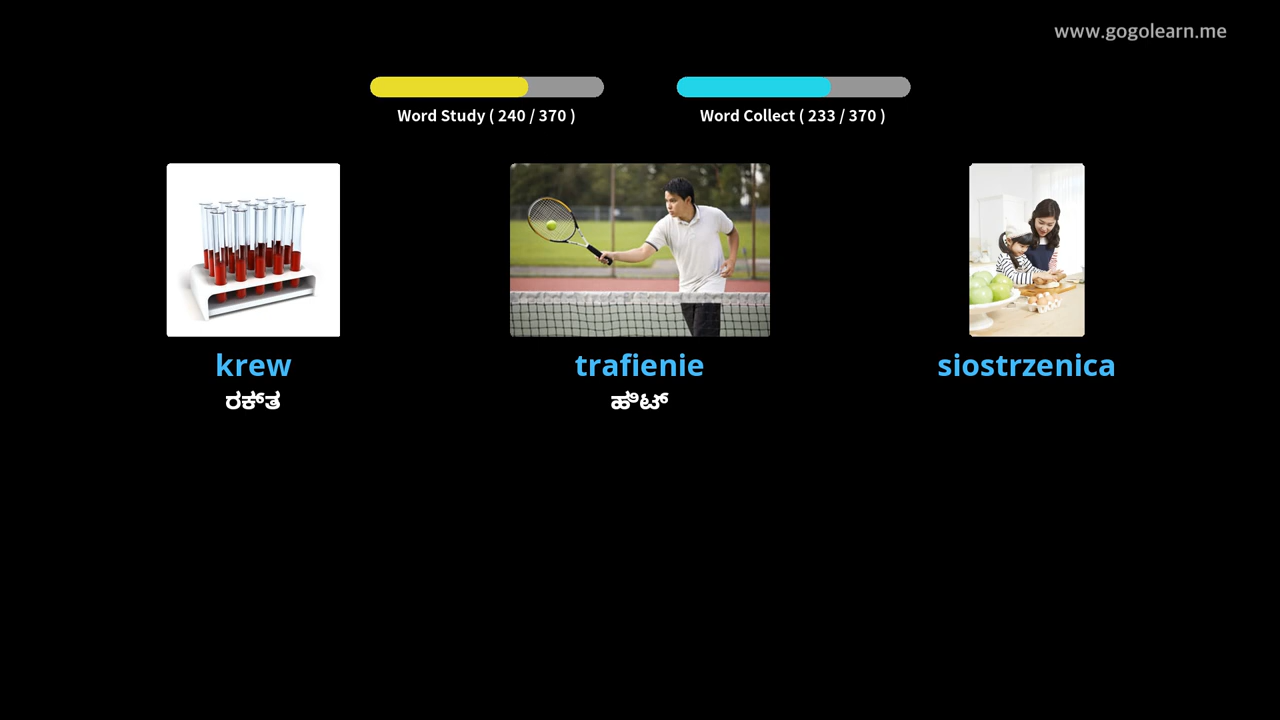 www.gogolearn.me
Word Study ( 240 / 370 )
Word Collect ( 233 / 370 )
krew
trafienie
siostrzenica
ರಕ್ತ
ಹಿಟ್